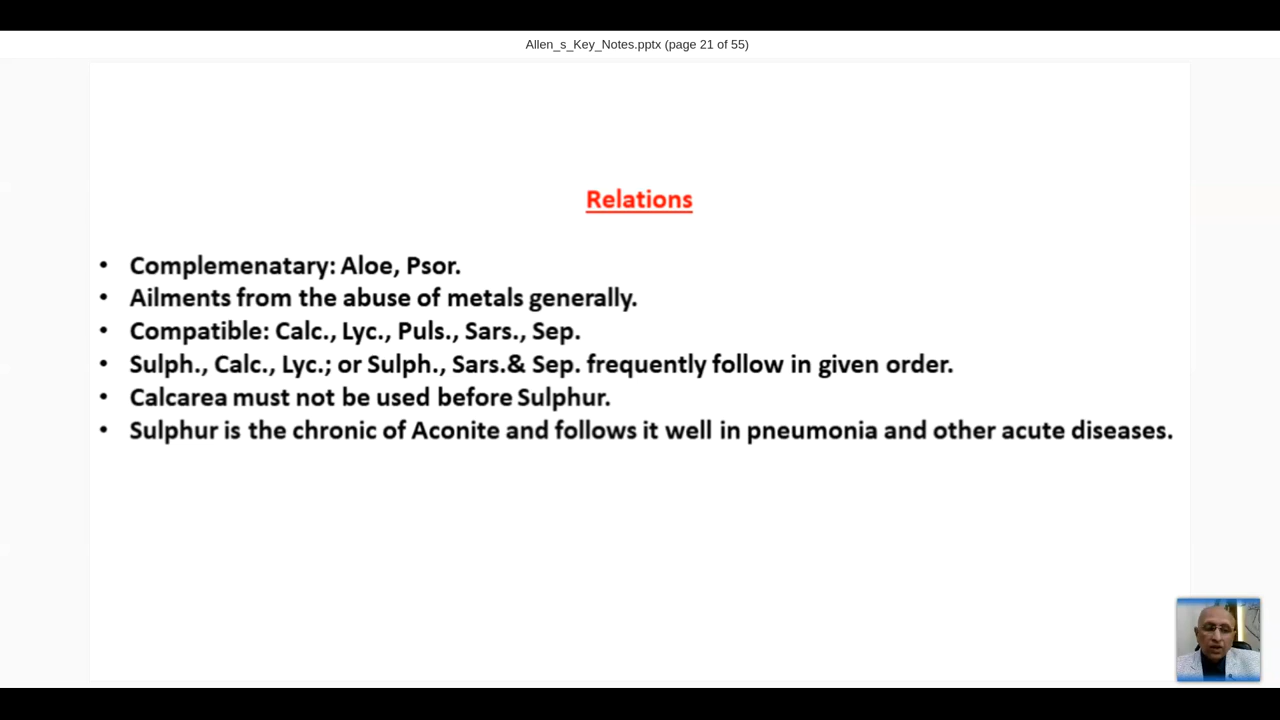 Allen_s_Key_Notes.pptx (page 21 of 55)
Relations
• Complemenatary: Aloe, Psor.
• Ailments from the abuse of metals generally.
• Compatible: Calc., Lyc., Puls., Sars., Sep.
• Sulph., Calc., Lyc.; or Sulph., Sars.& Sep. frequently follow in given order.
• Calcarea must not be used before Sulphur.
• Sulphur is the chronic of Aconite and follows it well in pneumonia and other acute diseases.